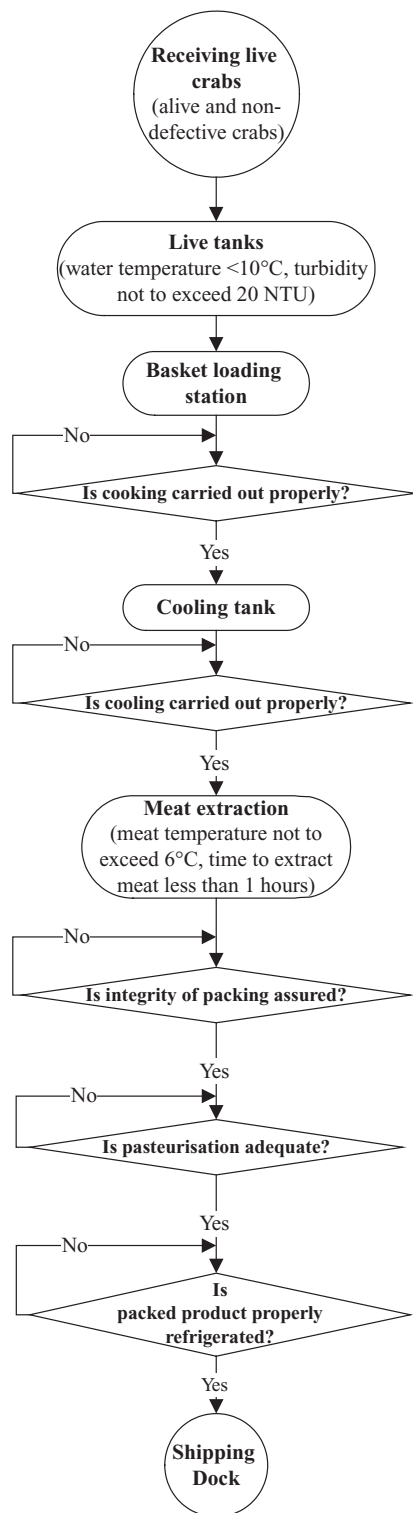 Receiving live
crabs
(alive and non-
defective crabs)
Live tanks
(water temperature <10°C, turbidity
not to exceed 20 NTU)
Basket loading
station
No
Is cooking carried out properly?
Yes
Cooling tank
No
Is cooling carried out properly?
Yes
Meat extraction
(meat temperature not to
exceed 6°C, time to extract
meat less than 1 hours)
No
Is integrity of packing assured?
Yes
No
Is pasteurisation adequate?
Yes
No
Is
packed product properly
refrigerated?
Yes
Shipping
Dock